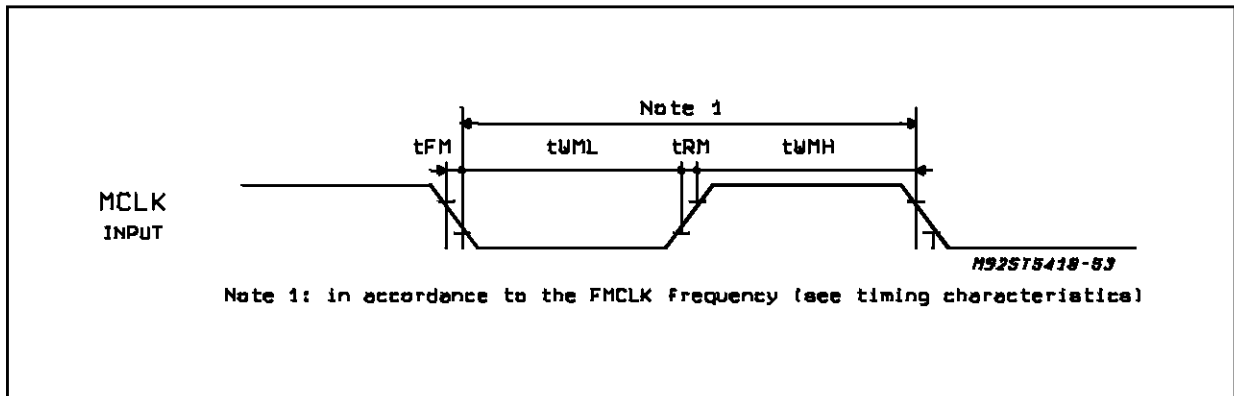 Note 1
tFM tWML tRM tWMH
MCLK
INPUT
M92ST5418-53
Note 1: in accordance to the FMCLK frequency (see timing characteristics)